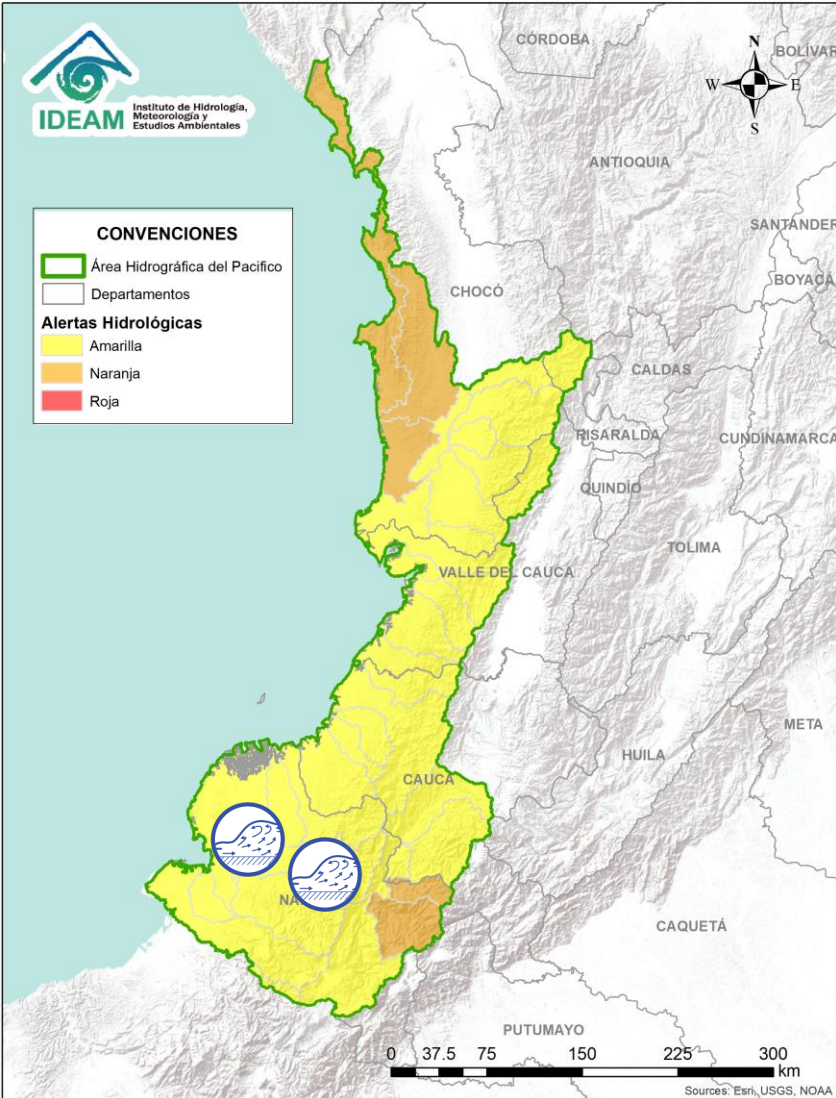 IDEAM
Instituto de Hidrología,
Meteorología y
Estudios Ambientales
N
W
E
S
CÓRDOBA
BOLÍVAR
ANTIOQUIA
SANTANDER
BOYACÁ
CHOCÓ
CALDAS
RISARALDA
CUNDINAMARCA
QUINDÍO
TOLIMA
VALLE DEL CAUCA
META
HUILA
CAUCA
NA
CAQUETÁ
PUTUMAYO
CONVENCIONES
Área Hidrográfica del Pacifico
Departamentos
Alertas Hidrológicas
Amarilla
Naranja
Roja
0 37.5 75 150 225 300
km
Sources: Esri, USGS, NOAA